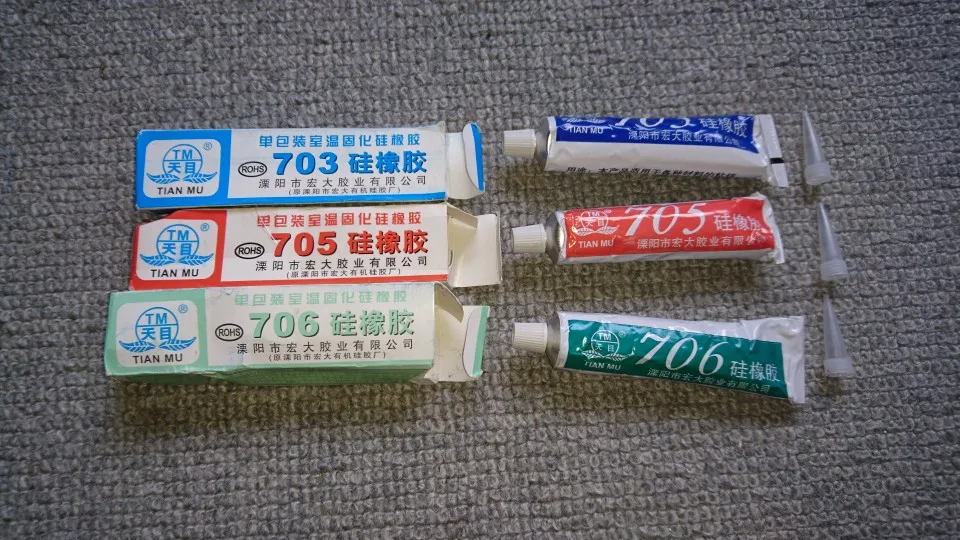 TM
天目
®
TIAN MU
单包装室温固化硅橡胶
ROHS 703 硅橡胶
溧阳市宏大胶业有限公司
(原溧阳市宏大有机硅胶厂)
TM
天目
®
TIAN MU
单包装室温固化硅橡胶
ROHS 705 硅橡胶
溧阳市宏大胶业有限公司
(原溧阳市宏大有机硅胶厂)
TM
天目
®
TIAN MU
单包装室温固化硅橡胶
ROHS 706 硅橡胶
溧阳市宏大胶业有限公司
(原溧阳市宏大有机硅胶厂)
TIAN MU
703 硅橡胶
溧阳市宏大胶业有限公司
TM
天目
TIAN MU
705 硅橡胶
溧阳市宏大胶业有限公
TM
天目
TIAN MU
706 硅橡胶
溧阳市宏大胶业有限公司